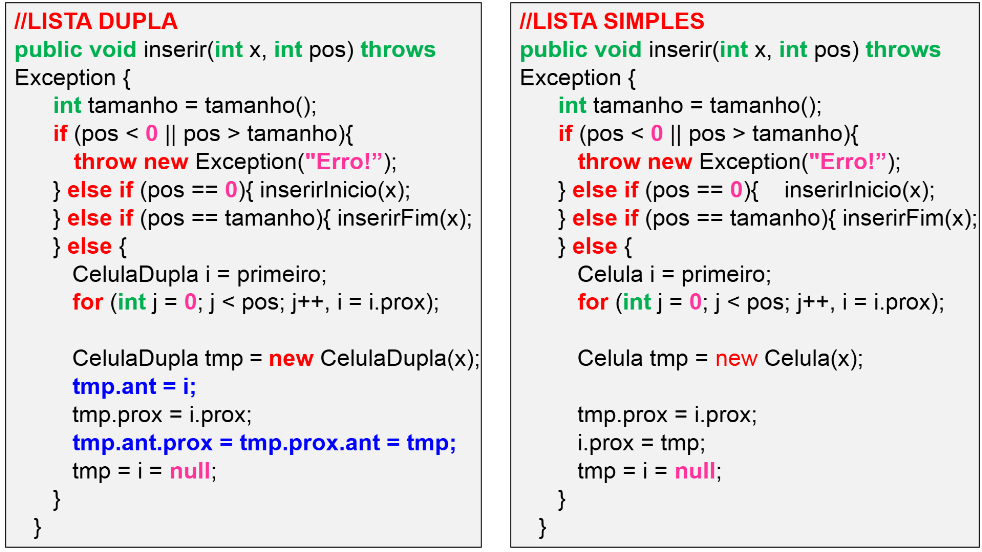 //LISTA DUPLA
public void inserir(int x, int pos) throws
Exception {
int tamanho = tamanho();
if (pos < 0 || pos > tamanho){
throw new Exception("Erro!”);
} else if (pos == 0){ inserirInicio(x);
} else if (pos == tamanho){ inserirFim(x);
} else {
CelulaDupla i = primeiro;
for (int j = 0; j < pos; j++, i = i.prox);
CelulaDupla tmp = new CelulaDupla(x);
tmp.ant = i;
tmp.prox = i.prox;
tmp.ant.prox = tmp.prox.ant = tmp;
tmp = i = null;
}
}
//LISTA SIMPLES
public void inserir(int x, int pos) throws
Exception {
int tamanho = tamanho();
if (pos < 0 || pos > tamanho){
throw new Exception("Erro!”);
} else if (pos == 0){ inserirInicio(x);
} else if (pos == tamanho){ inserirFim(x);
} else {
Celula i = primeiro;
for (int j = 0; j < pos; j++, i = i.prox);
Celula tmp = new Celula(x);
tmp.prox = i.prox;
i.prox = tmp;
tmp = i = null;
}
}